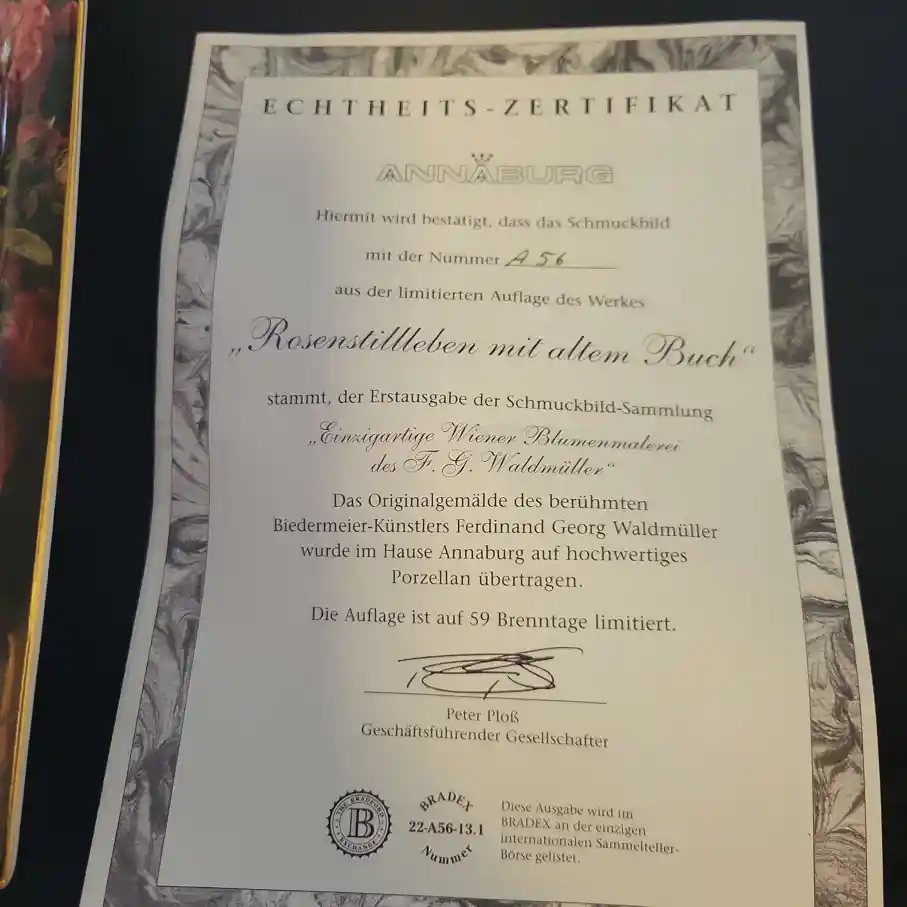 ECHTHEITS-ZERTIFIKAT
ANNABURG
Hiermit wird bestätigt, dass das Schmuckbild
mit der Nummer A 56
aus der limitierten Auflage des Werkes
„Rosenstillleben mit altem Buch“
stammt, der Erstausgabe der Schmuckbild-Sammlung
„Einzigartige Wiener Blumenmalerei
des F. G. Waldmüller“
Das Originalgemälde des berühmten
Biedermeier-Künstlers Ferdinand Georg Waldmüller
wurde im Hause Annaburg auf hochwertiges
Porzellan übertragen.
Die Auflage ist auf 59 Brenntage limitiert.
Peter Ploß
Geschäftsführender Gesellschafter
THE BRADFORD EXCHANGE
B
BRADEX
22-A56-13.1
Nummer
Diese Ausgabe wird im
BRADEX an der einzigen
internationalen Sammelteller-
Börse gelistet.